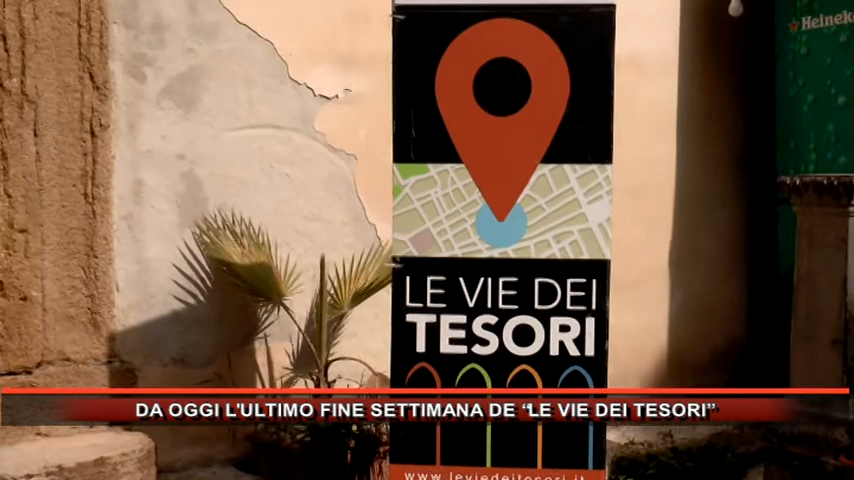 Heineken
LE VIE DEI
TESORI
DA OGGI L'ULTIMO FINE SETTIMANA DE “LE VIE DEI TESORI”
www.leviedeitesori.it